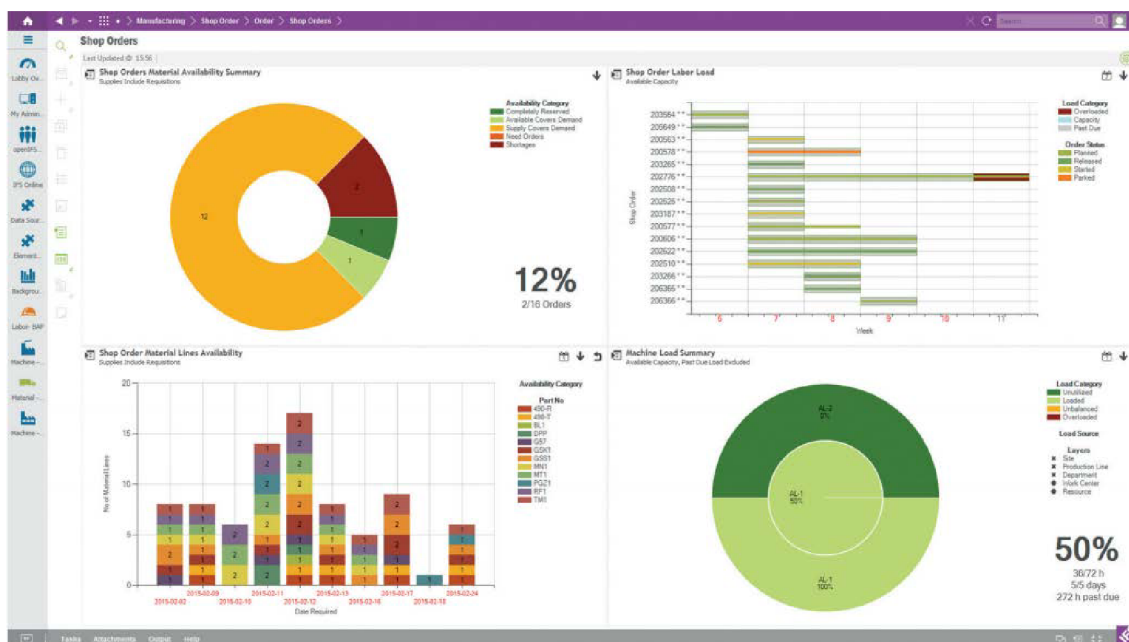 Manufacturing > Shop Order > Order > Shop Orders >
Search
Shop Orders
Last Updated @ 15:56
Lobby Ov...
My Admin...
openIFS...
IFS Online
Data Sour...
Element...
Backgrou...
Labor- BAP
Machine -...
Material -...
Machine -...
Shop Orders Material Availability Summary
Supplies Include Requisitions
Availability Category
Completely Reserved
Available Covers Demand
Supply Covers Demand
Need Orders
Shortages
12
2
1
1
12%
2/16 Orders
Shop Order Labor Load
Available Capacity
Load Category
Overloaded
Capacity
Past Due
Order Status
Planned
Released
Started
Parked
Shop Order
203564 * *
205649 * *
200563 * *
200578 * *
203265 * *
202776 * *
202508 * *
202525 * *
203187 * *
200577 * *
200606 * *
202522 * *
202510 * *
203266 * *
206365 * *
206366 * *
6 7 8 9 10 11
Week
Shop Order Material Lines Availability
Supplies Include Requisitions
Availability Category
Part No
490-R
490-T
BL1
DPP
G57
GSX1
MN1
MT1
PGZ1
RF1
TM1
No of Material Lines
20
15
10
5
0
2015-02-02
2015-02-09
2015-02-10
2015-02-11
2015-02-12
2015-02-13
2015-02-16
2015-02-17
2015-02-18
2015-02-24
Date Required
Machine Load Summary
Available Capacity, Past Due Load Excluded
Load Category
Unutilized
Loaded
Unbalanced
Overloaded
Load Source
Layers
Site
Production Line
Department
Work Center
Resource
AL-2
0%
AL-1
50%
AL-1
100%
50%
36/72 h
5/5 days
272 h past due
Tasks Attachments Output Help